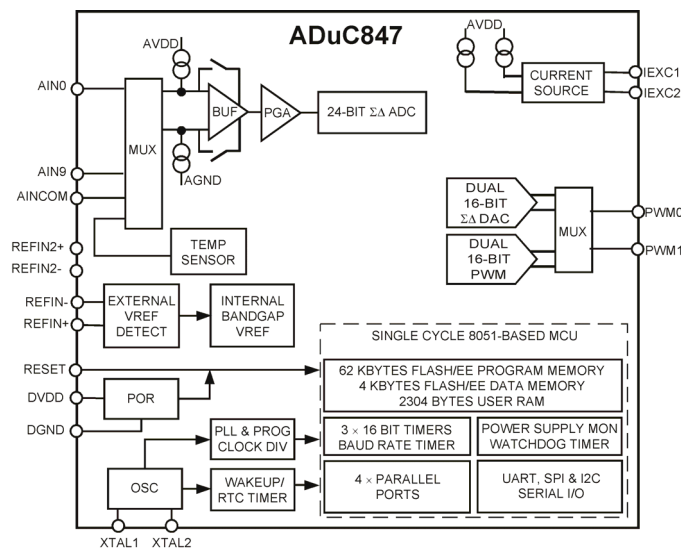 ADuC847
AVDD
AVDD
AIN0
IEXC1
CURRENT
SOURCE
IEXC2
BUF
PGA
24-BIT ΣΔ ADC
MUX
AIN9
AGND
AINCOM
DUAL
16-BIT
ΣΔ DAC
PWM0
MUX
TEMP
SENSOR
REFIN2+
REFIN2-
DUAL
16-BIT
PWM
PWM1
REFIN-
REFIN+
EXTERNAL
VREF
DETECT
INTERNAL
BANDGAP
VREF
SINGLE CYCLE 8051-BASED MCU
RESET
62 KBYTES FLASH/EE PROGRAM MEMORY
4 KBYTES FLASH/EE DATA MEMORY
2304 BYTES USER RAM
DVDD
POR
DGND
PLL & PROG
CLOCK DIV
3 × 16 BIT TIMERS
BAUD RATE TIMER
POWER SUPPLY MON
WATCHDOG TIMER
OSC
WAKEUP/
RTC TIMER
4 × PARALLEL
PORTS
UART, SPI & I2C
SERIAL I/O
XTAL1
XTAL2